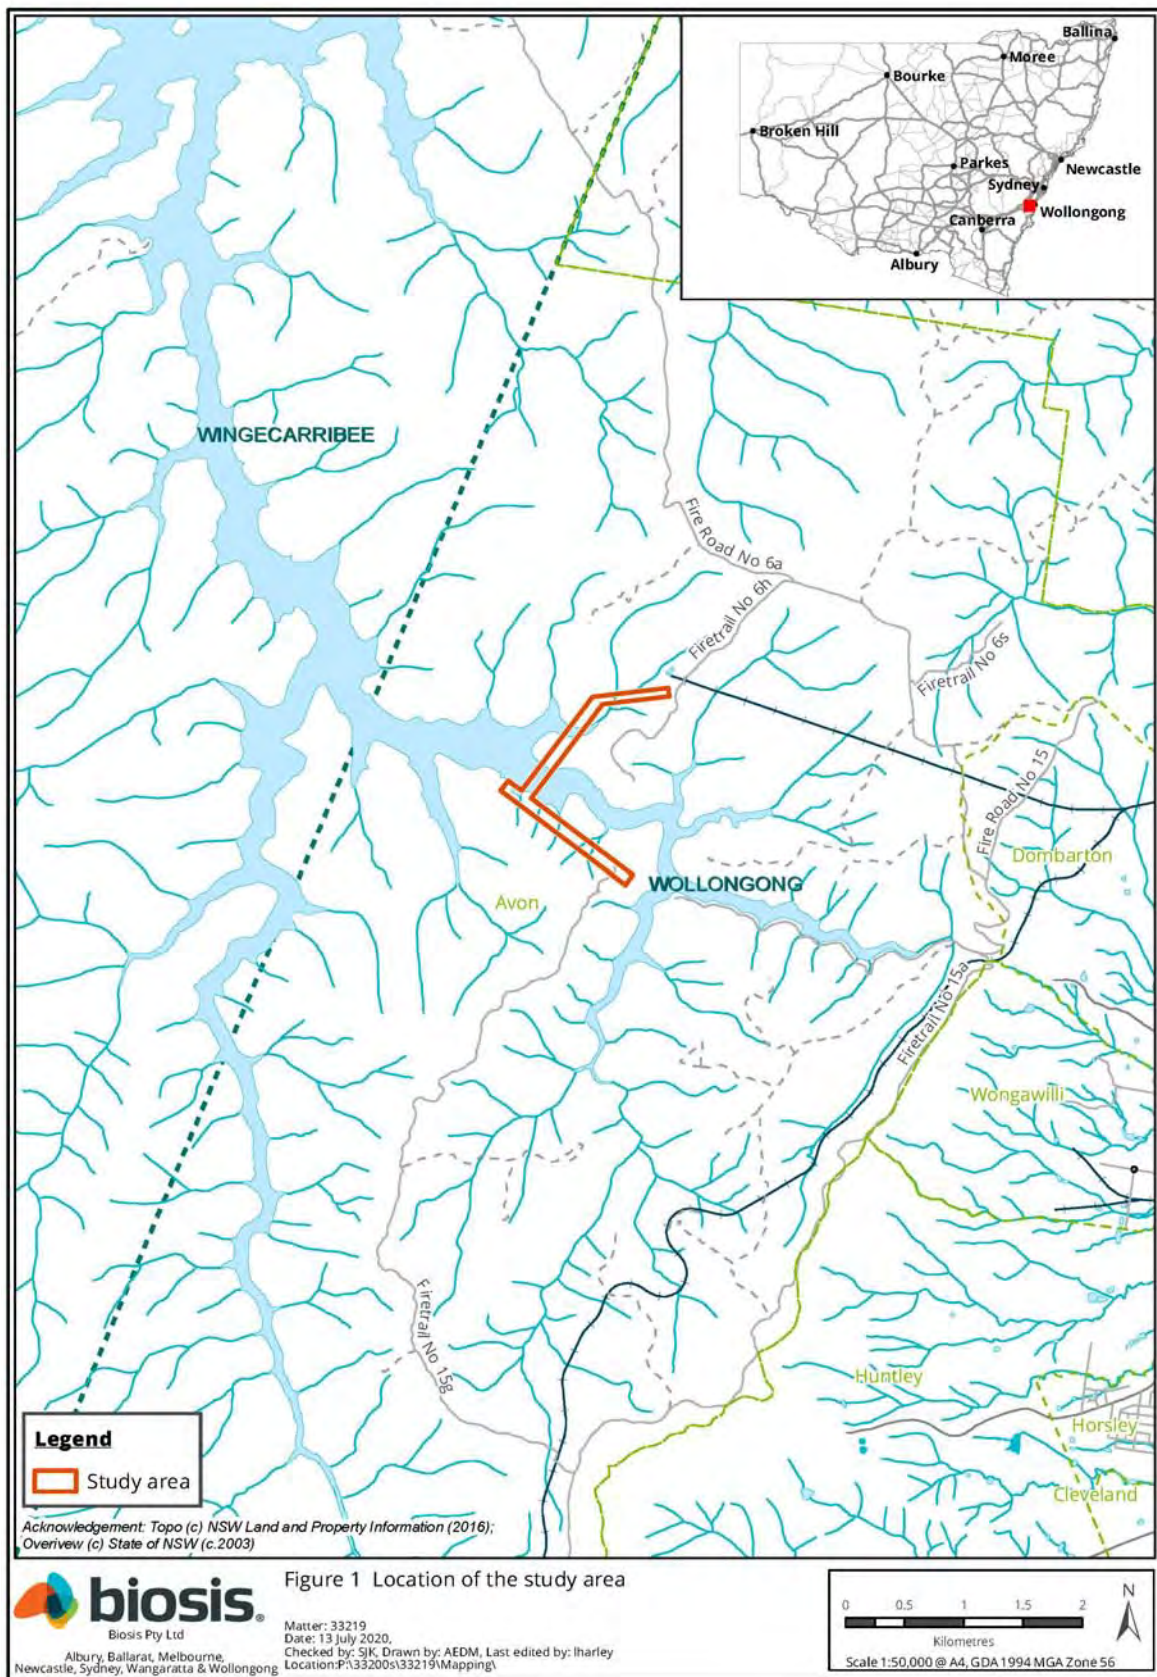 Ballina
Moree
Bourke
Broken Hill
Parkes
Newcastle
Sydney
Wollongong
Canberra
Albury
WINGECARRIBEE
Fire Road No 6a
Firetrail No 6h
Firetrail No 6s
Fire Road No 15
Dombarton
WOLLONGONG
Avon
Firetrail No 15a
Wongawilli
Firetrail No 15g
Huntley
Horsley
Cleveland
Legend
Study area
Acknowledgement: Topo (c) NSW Land and Property Information (2016);
Overivew (c) State of NSW (c.2003)
biosis.
Biosis Pty Ltd
Albury, Ballarat, Melbourne,
Newcastle, Sydney, Wangaratta & Wollongong
Figure 1 Location of the study area
Matter: 33219
Date: 13 July 2020,
Checked by: SJK, Drawn by: AEDM, Last edited by: lharley
Location:P:\33200s\33219\Mapping\
0 0.5 1 1.5 2
Kilometres
Scale 1:50,000 @ A4, GDA 1994 MGA Zone 56
N